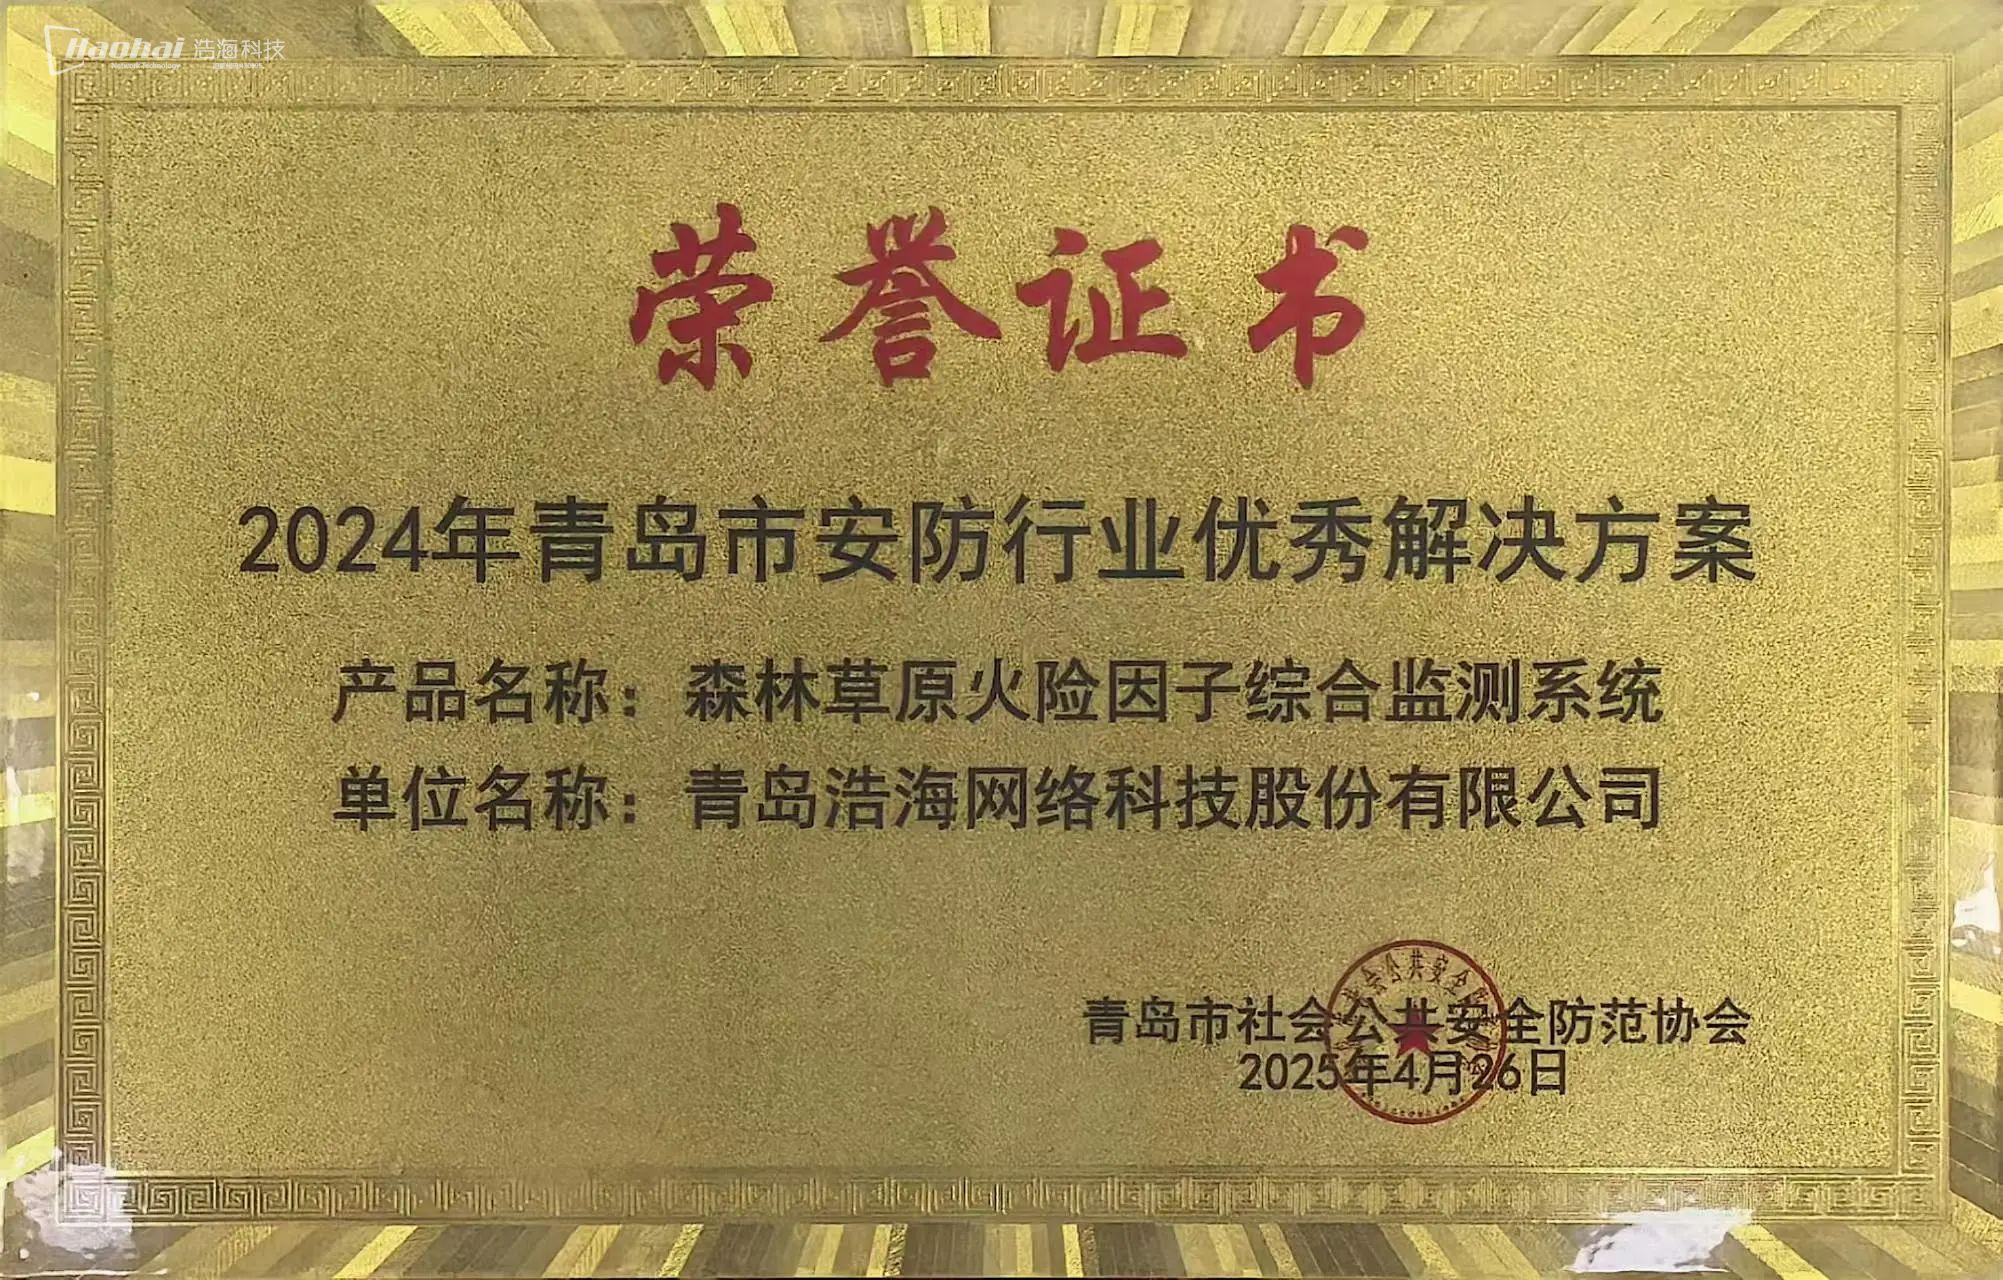 Haohai 浩海科技
Network Technology
荣誉证书
2024年青岛市安防行业优秀解决方案
产品名称：森林草原火险因子综合监测系统
单位名称：青岛浩海网络科技股份有限公司
青岛市社会公共安全防范协会
2025年4月26日